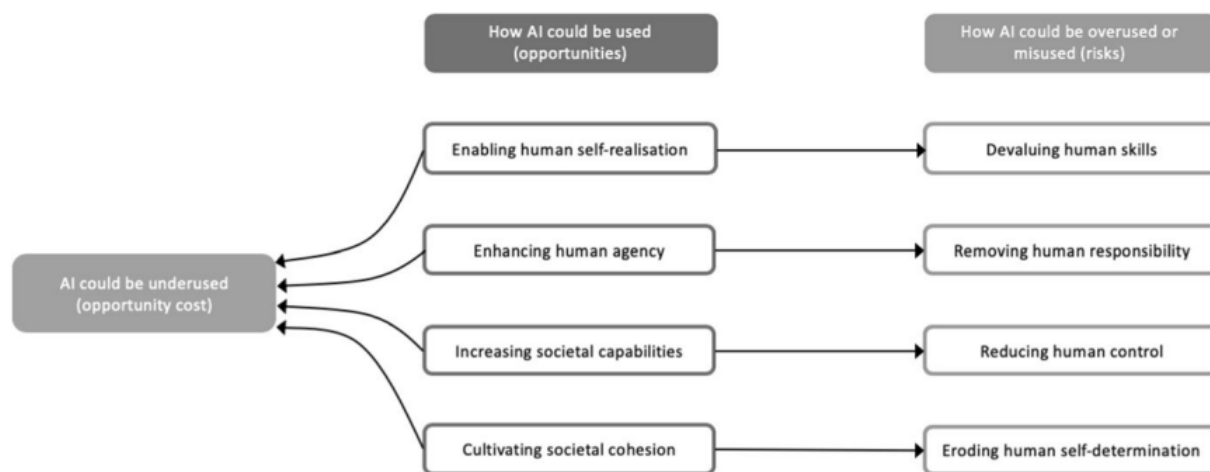 How AI could be used
(opportunities)
How AI could be overused or
misused (risks)
Enabling human self-realisation
Devaluing human skills
Enhancing human agency
Removing human responsibility
AI could be underused
(opportunity cost)
Increasing societal capabilities
Reducing human control
Cultivating societal cohesion
Eroding human self-determination